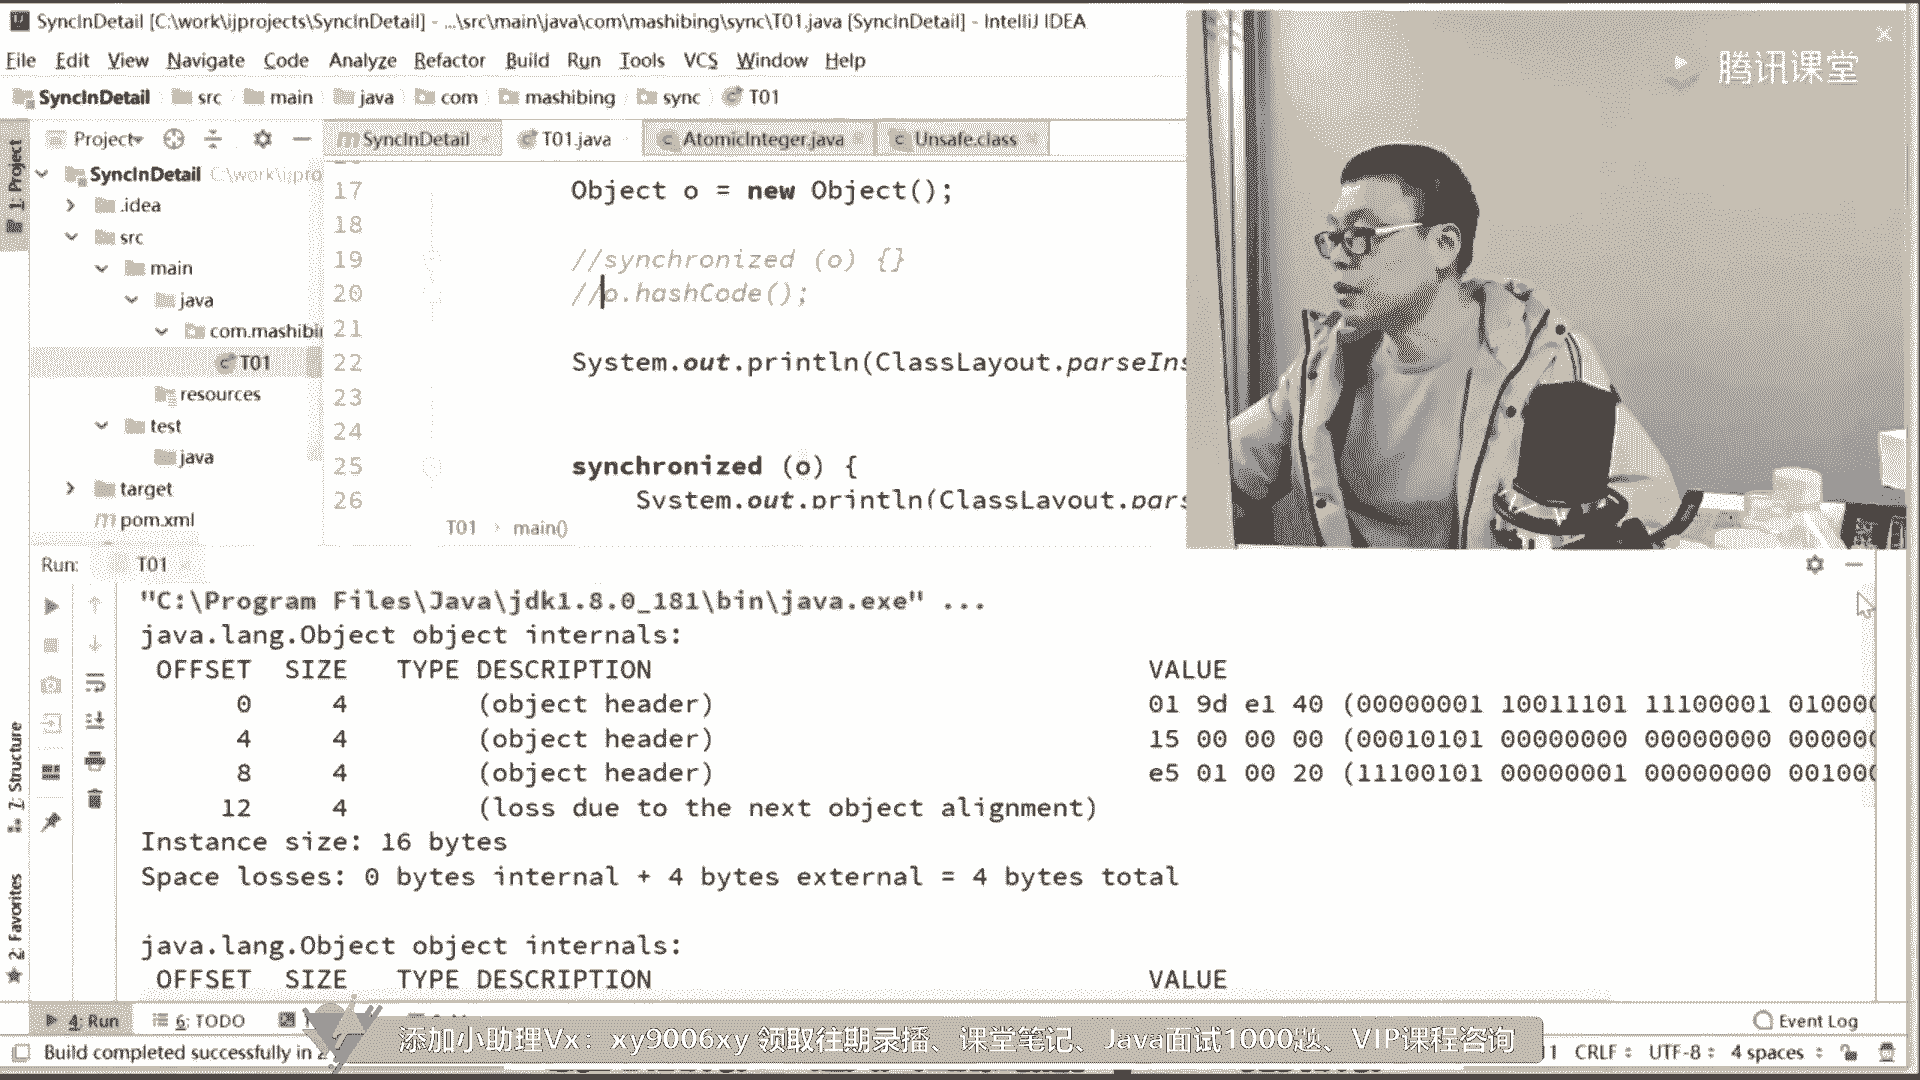 SyncInDetail [C:\work\ijprojects\SyncInDetail] - ...\src\main\java\com\mashibing\sync\T01.java [SyncInDetail] - IntelliJ IDEA
File Edit View Navigate Code Analyze Refactor Build Run Tools VCS Window Help
腾讯课堂
SyncInDetail src main java com mashibing sync T01
1: Project
Project
SyncInDetail T01.java AtomicInteger.java Unsafe.class
SyncInDetail C:\work\ijpro
.idea
src
main
java
com.mashibi
T01
resources
test
java
target
pom.xml
17 Object o = new Object();
18
19 //synchronized (o) {}
20 //o.hashCode();
21
22 System.out.println(ClassLayout.parseIns
23
24
25 synchronized (o) {
26 System.out.println(ClassLayout.pars
T01 › main()
Run: T01
"C:\Program Files\Java\jdk1.8.0_181\bin\java.exe" ...
java.lang.Object object internals:
OFFSET SIZE TYPE DESCRIPTION VALUE
0 4 (object header) 01 9d e1 40 (00000001 10011101 11100001 010000
4 4 (object header) 15 00 00 00 (00010101 00000000 00000000 000000
8 4 (object header) e5 01 00 20 (11100101 00000001 00000000 001000
12 4 (loss due to the next object alignment)
Instance size: 16 bytes
Space losses: 0 bytes internal + 4 bytes external = 4 bytes total
java.lang.Object object internals:
OFFSET SIZE TYPE DESCRIPTION VALUE
7: Structure
2: Favorites
4: Run 6: TODO Event Log
添加小助理Vx：xy9006xy 领取往期录播、课堂笔记、Java面试1000题、VIP课程咨询
Build completed successfully in CRLF UTF-8 4 spaces